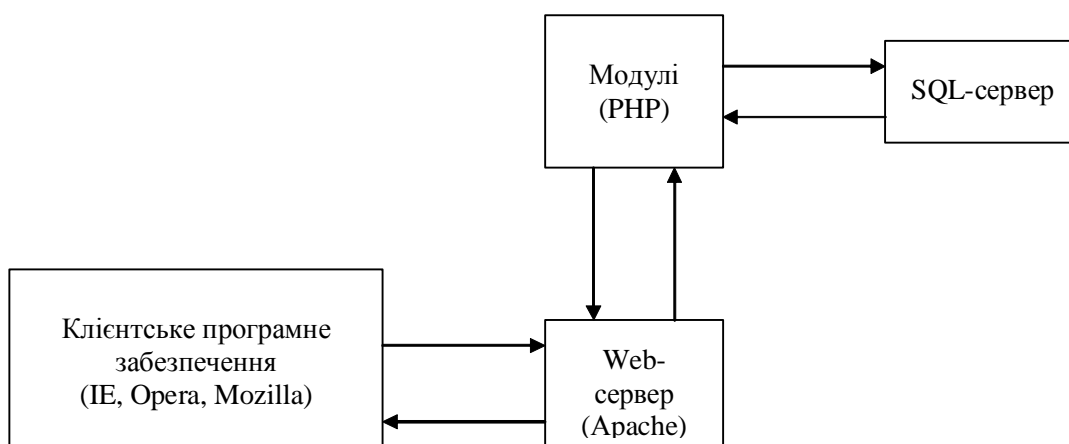 Модулі
(PHP)
SQL-сервер
Клієнтське програмне
забезпечення
(IE, Opera, Mozilla)
Web-
сервер
(Apache)